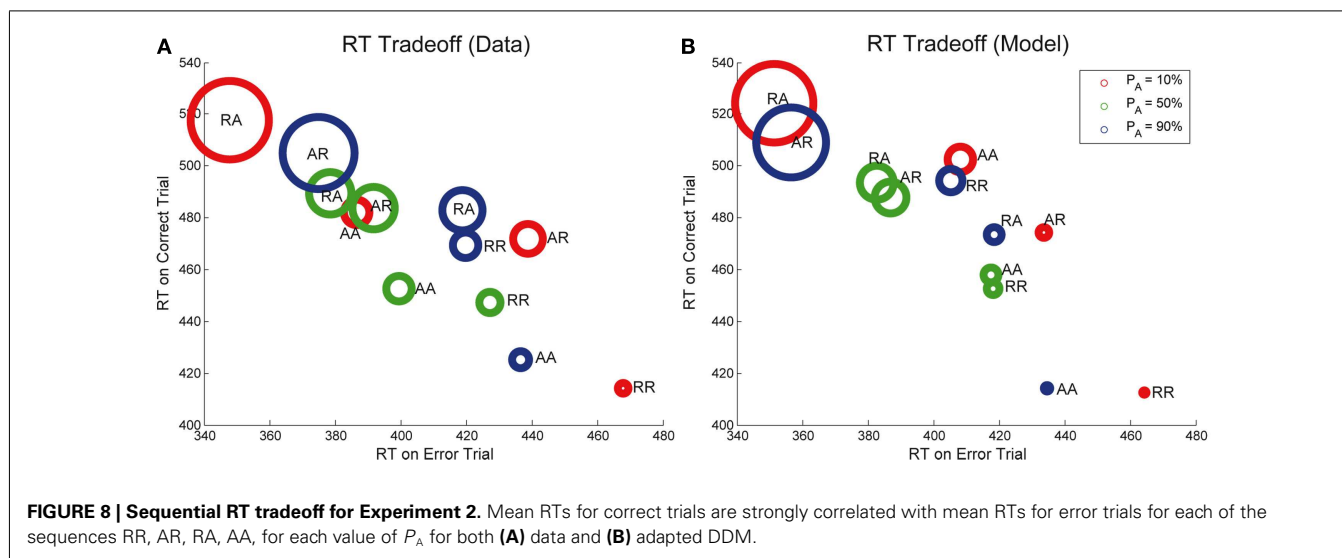 A
RT Tradeoff (Data)
540
520
500
480
460
440
420
400
340
360
380
400
420
440
460
480
RT on Correct Trial
RT on Error Trial
RA
AR
RA
AR
AA
RA
RR
AR
AA
RR
AA
RR
B
RT Tradeoff (Model)
540
520
500
480
460
440
420
400
340
360
380
400
420
440
460
480
RT on Correct Trial
RT on Error Trial
RA
AR
RA
AR
AA
RR
RA
AR
AA
RR
AA
RR
P_A = 10%
P_A = 50%
P_A = 90%
FIGURE 8 | Sequential RT tradeoff for Experiment 2. Mean RTs for correct trials are strongly correlated with mean RTs for error trials for each of the
sequences RR, AR, RA, AA, for each value of P_A for both (A) data and (B) adapted DDM.